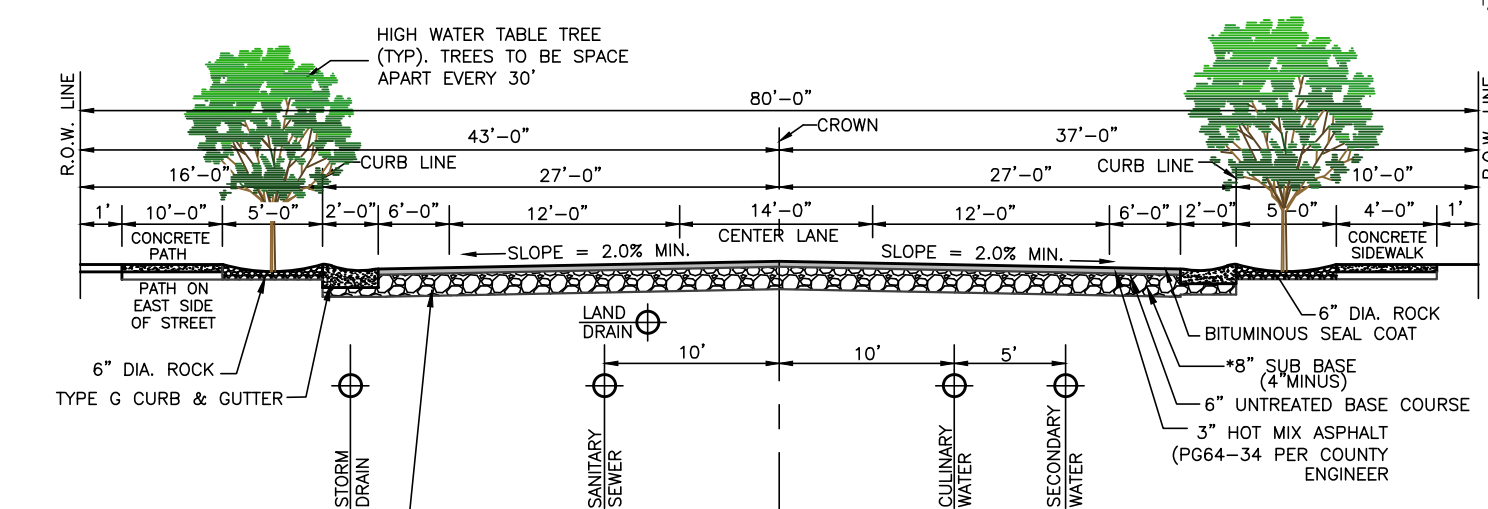 HIGH WATER TABLE TREE
(TYP). TREES TO BE SPACE
APART EVERY 30'
R.O.W. LINE
80'-0"
R.O.W. LINE
43'-0"
CROWN
37'-0"
CURB LINE
CURB LINE
16'-0"
27'-0"
27'-0"
10'-0"
1'
10'-0"
5'-0"
2'-0"
6'-0"
12'-0"
14'-0"
12'-0"
6'-0"
2'-0"
5'-0"
4'-0"
1'
CONCRETE
PATH
CENTER LANE
CONCRETE
SIDEWALK
SLOPE = 2.0% MIN.
SLOPE = 2.0% MIN.
PATH ON
EAST SIDE
OF STREET
LAND
DRAIN
6" DIA. ROCK
BITUMINOUS SEAL COAT
10'
10'
5'
6" DIA. ROCK
*8" SUB BASE
(4"MINUS)
TYPE G CURB & GUTTER
6" UNTREATED BASE COURSE
3" HOT MIX ASPHALT
(PG64-34 PER COUNTY
ENGINEER
STORM
DRAIN
SANITARY
SEWER
CULINARY
WATER
SECONDARY
WATER